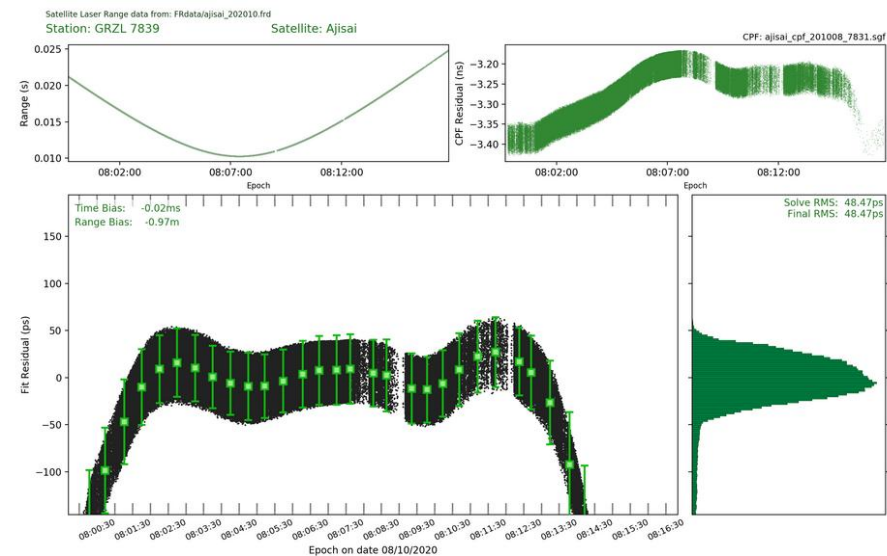 Satellite Laser Range data from: FRdata/ajisai_202010.frd
Station: GRZL 7839 Satellite: Ajisai
CPF: ajisai_cpf_201008_7831.sgf
Range (s)
0.025
0.020
0.015
0.010
08:02:00 08:07:00 08:12:00
Epoch
CPF Residual (ns)
−3.20
−3.25
−3.30
−3.35
−3.40
08:02:00 08:07:00 08:12:00
Epoch
Time Bias: -0.02ms
Range Bias: -0.97m
Fit Residual (ps)
150
100
50
0
−50
−100
08:00:30 08:01:30 08:02:30 08:03:30 08:04:30 08:05:30 08:06:30 08:07:30 08:08:30 08:09:30 08:10:30 08:11:30 08:12:30 08:13:30 08:14:30 08:15:30 08:16:30
Epoch on date 08/10/2020
Solve RMS: 48.47ps
Final RMS: 48.47ps